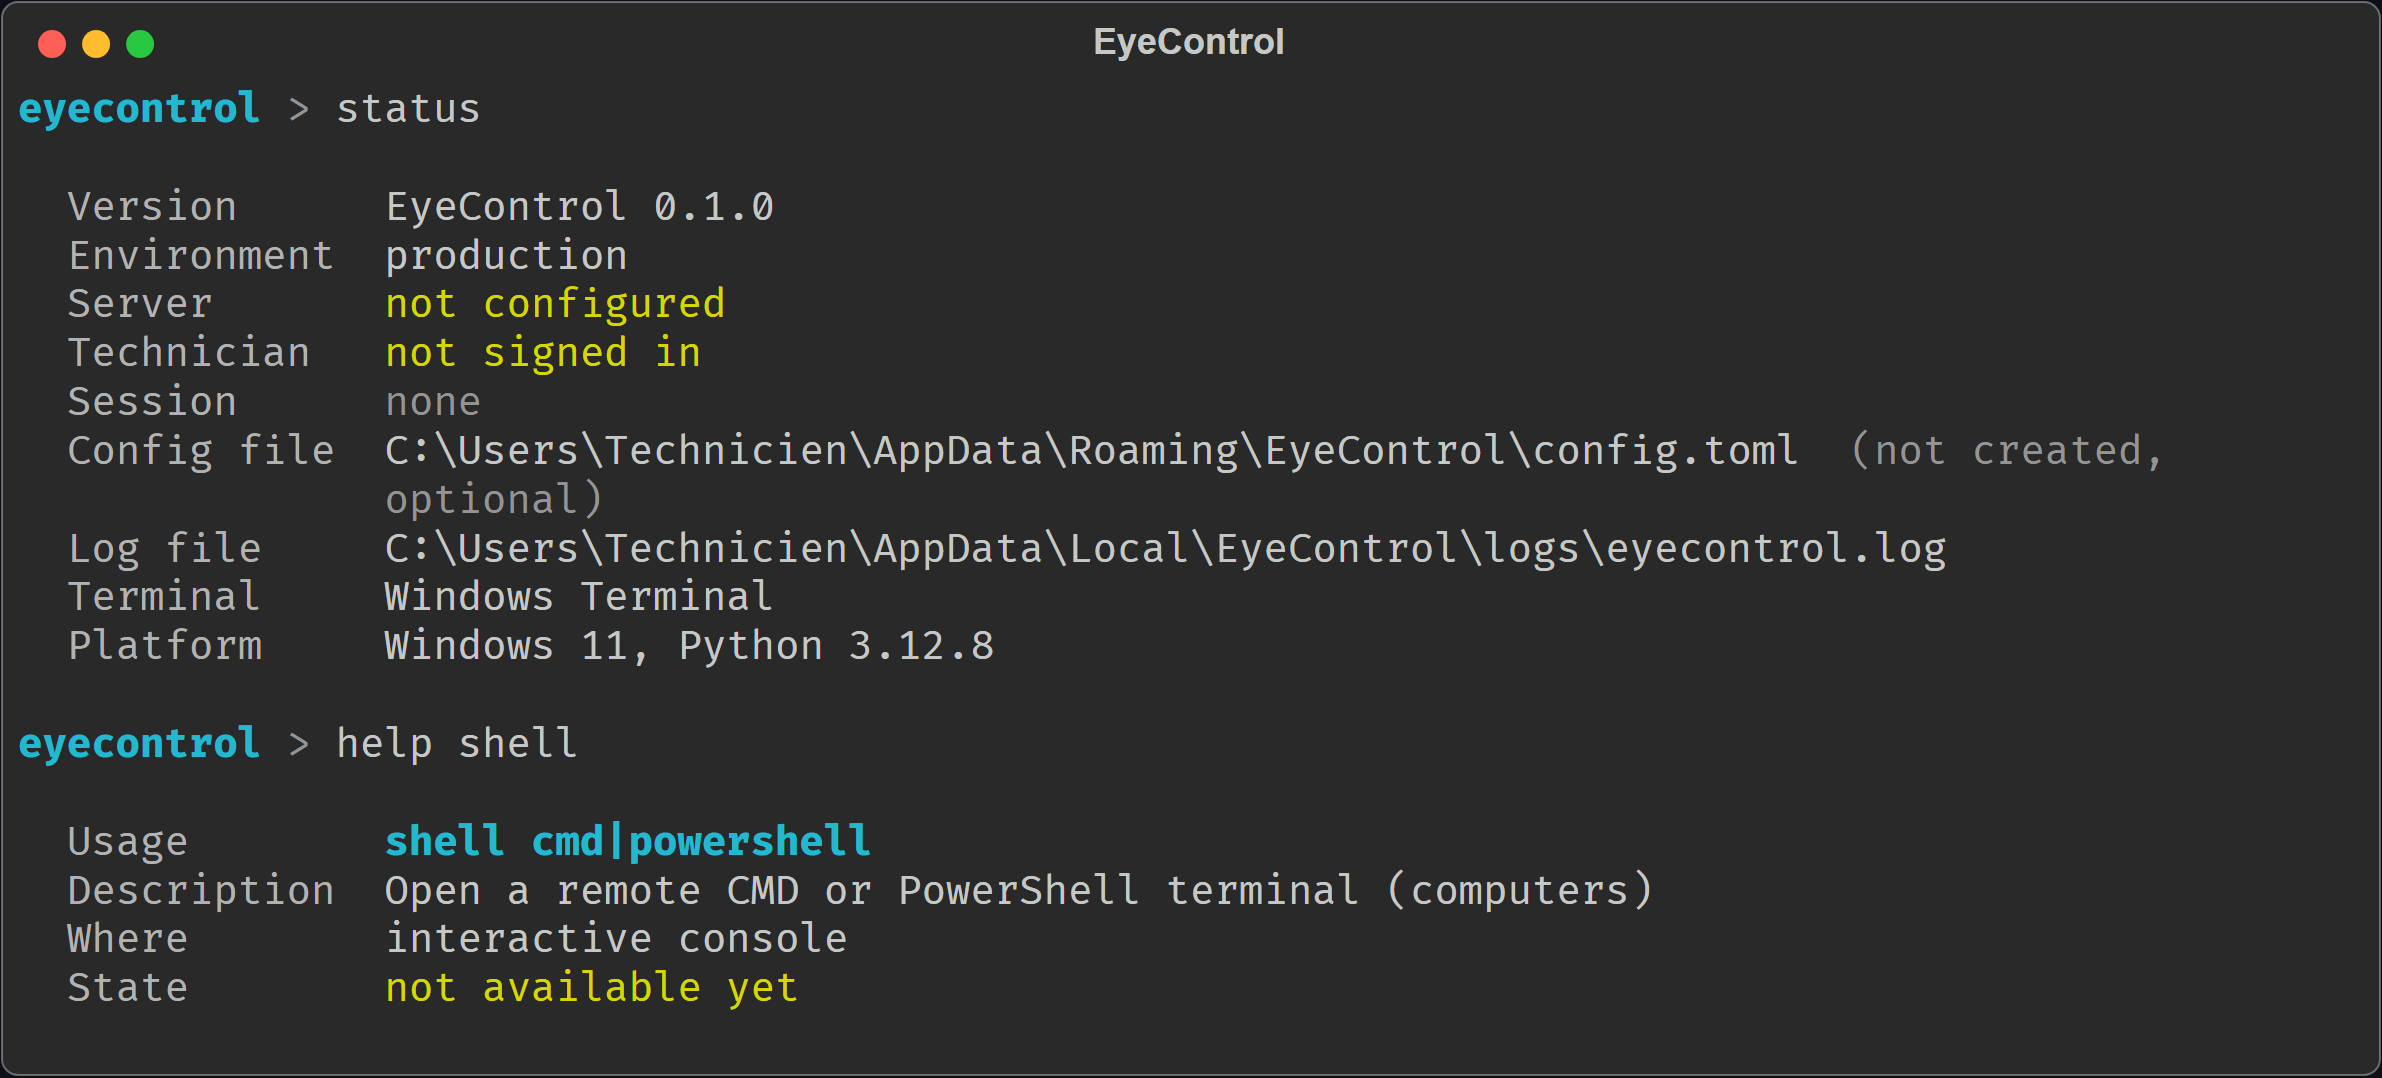 EyeControl
eyecontrol > status
Version EyeControl 0.1.0
Environment production
Server not configured
Technician not signed in
Session none
Config file C:\Users\Technicien\AppData\Roaming\EyeControl\config.toml (not created,
optional)
Log file C:\Users\Technicien\AppData\Local\EyeControl\logs\eyecontrol.log
Terminal Windows Terminal
Platform Windows 11, Python 3.12.8
eyecontrol > help shell
Usage shell cmd|powershell
Description Open a remote CMD or PowerShell terminal (computers)
Where interactive console
State not available yet